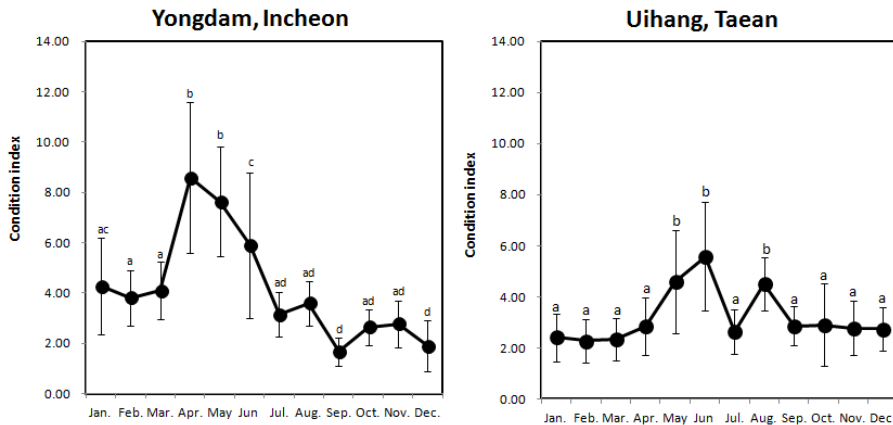 Yongdam, Incheon
14.00
12.00
10.00
8.00
6.00
4.00
2.00
0.00
Condition index
ac
a
a
b
b
c
ad
ad
d
ad
ad
d
Jan. Feb. Mar. Apr. May Jun Jul. Aug. Sep. Oct. Nov. Dec.
Uihang, Taean
14.00
12.00
10.00
8.00
6.00
4.00
2.00
0.00
Condition index
a
a
a
a
b
b
a
b
a
a
a
a
Jan. Feb. Mar. Apr. May Jun Jul. Aug. Sep. Oct. Nov. Dec.